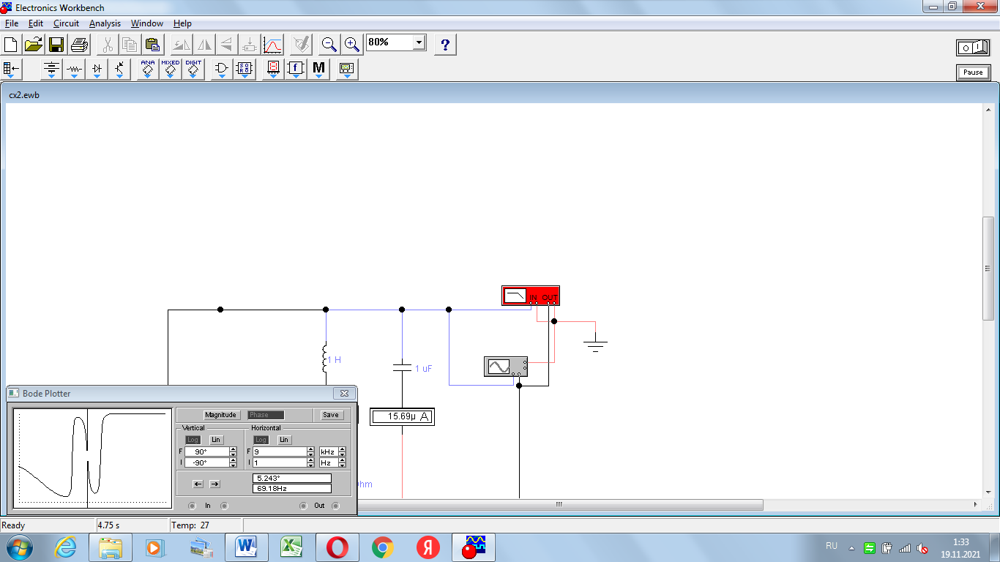 Electronics Workbench
File Edit Circuit Analysis Window Help
80%
?
ANA MIXED DIGIT
f M
Pause
cx2.ewb
IN OUT
1 H
1 uF
15.69µ A
Bode Plotter
Magnitude Phase Save
Vertical Horizontal
Log Lin Log Lin
F 90° F 9 kHz
I -90° I 1 Hz
5.243°
69.18Hz
In Out
hm
Ready 4.75 s Temp: 27
RU
1:33
19.11.2021